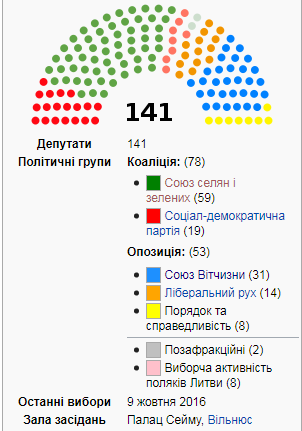 141
Депутати 141
Політичні групи Коаліція: (78)
Союз селян і
зелених (59)
Соціал-демократична
партія (19)
Опозиція: (53)
Союз Вітчизни (31)
Ліберальний рух (14)
Порядок та
справедливість (8)
Позафракційні (2)
Виборча активність
поляків Литви (8)
Останні вибори 9 жовтня 2016
Зала засідань Палац Сейму, Вільнюс